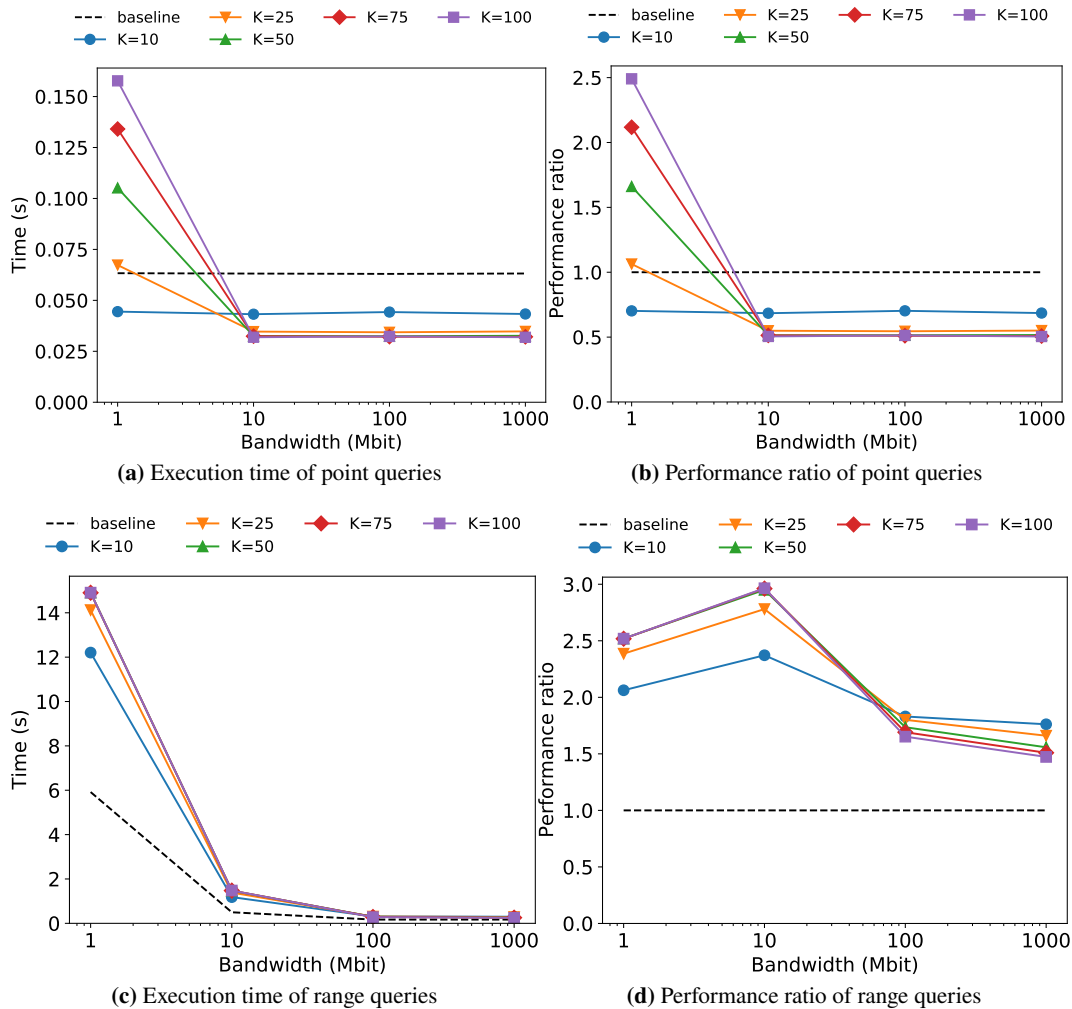 baseline K=25 K=75 K=100
K=10 K=50
0.150
0.125
0.100
0.075
0.050
0.025
0.000
Time (s)
1 10 100 1000
Bandwidth (Mbit)
(a) Execution time of point queries
baseline K=25 K=75 K=100
K=10 K=50
2.5
2.0
1.5
1.0
0.5
0.0
Performance ratio
1 10 100 1000
Bandwidth (Mbit)
(b) Performance ratio of point queries
baseline K=25 K=75 K=100
K=10 K=50
14
12
10
8
6
4
2
0
Time (s)
1 10 100 1000
Bandwidth (Mbit)
(c) Execution time of range queries
baseline K=25 K=75 K=100
K=10 K=50
3.0
2.5
2.0
1.5
1.0
0.5
0.0
Performance ratio
1 10 100 1000
Bandwidth (Mbit)
(d) Performance ratio of range queries